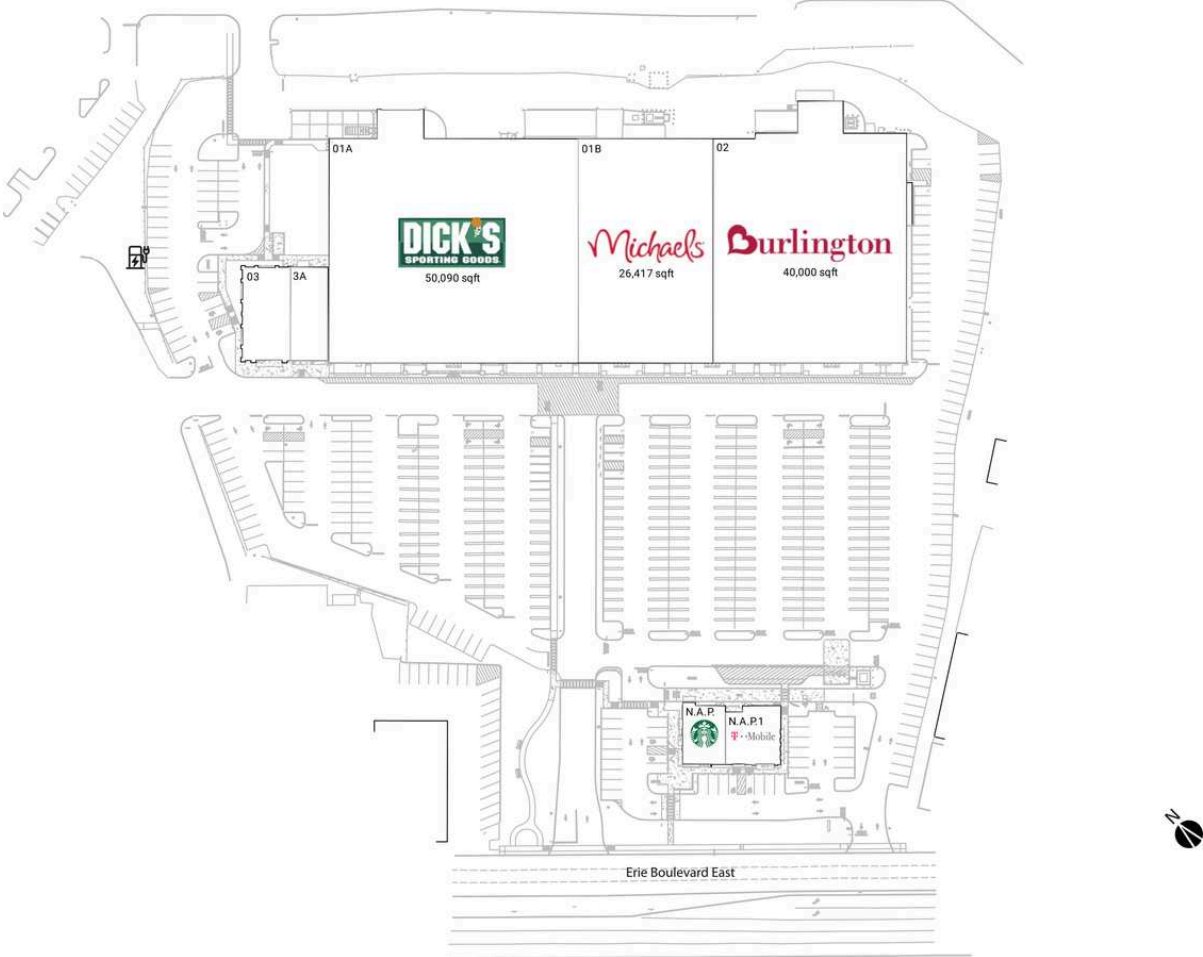 01A
01B
02
DICK'S
SPORTING GOODS
50,090 sqft
Michaels
26,417 sqft
Burlington
40,000 sqft
03
3A
N.A.P.
N.A.P.1
T··Mobile
Erie Boulevard East
N